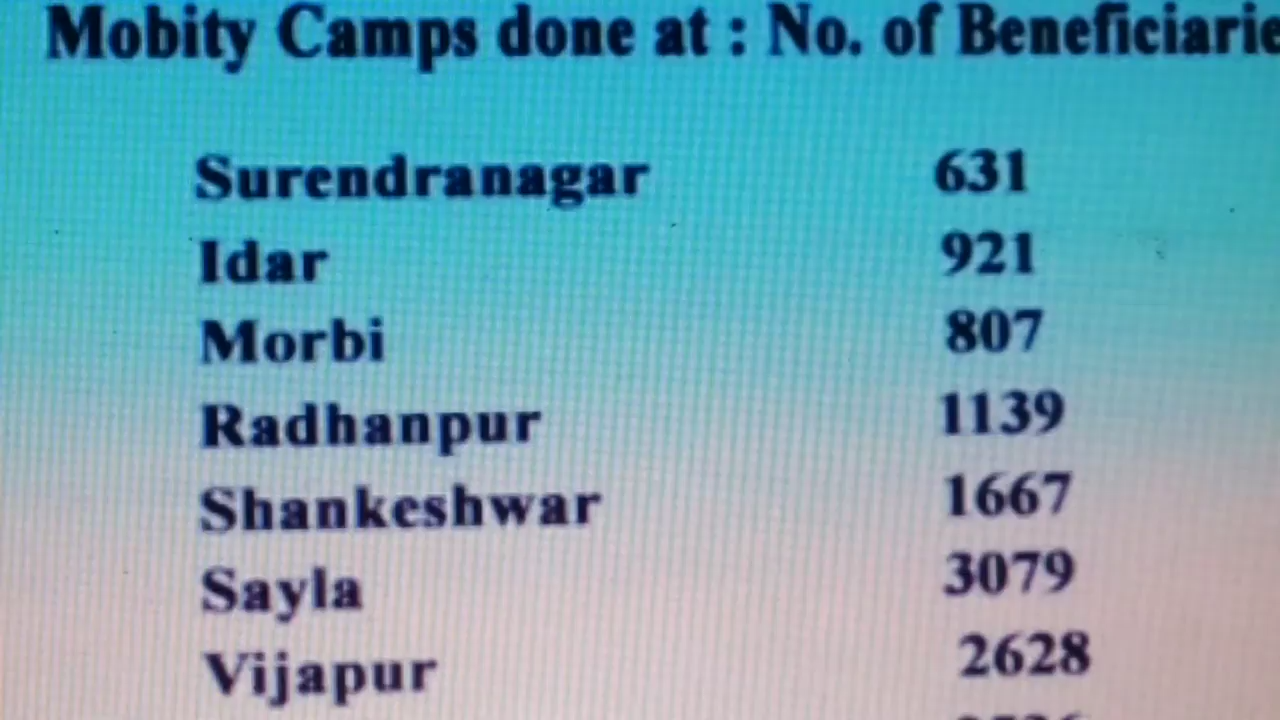 Mobity Camps done at : No. of Beneficiarie
Surendranagar 631
Idar 921
Morbi 807
Radhanpur 1139
Shankeshwar 1667
Sayla 3079
Vijapur 2628